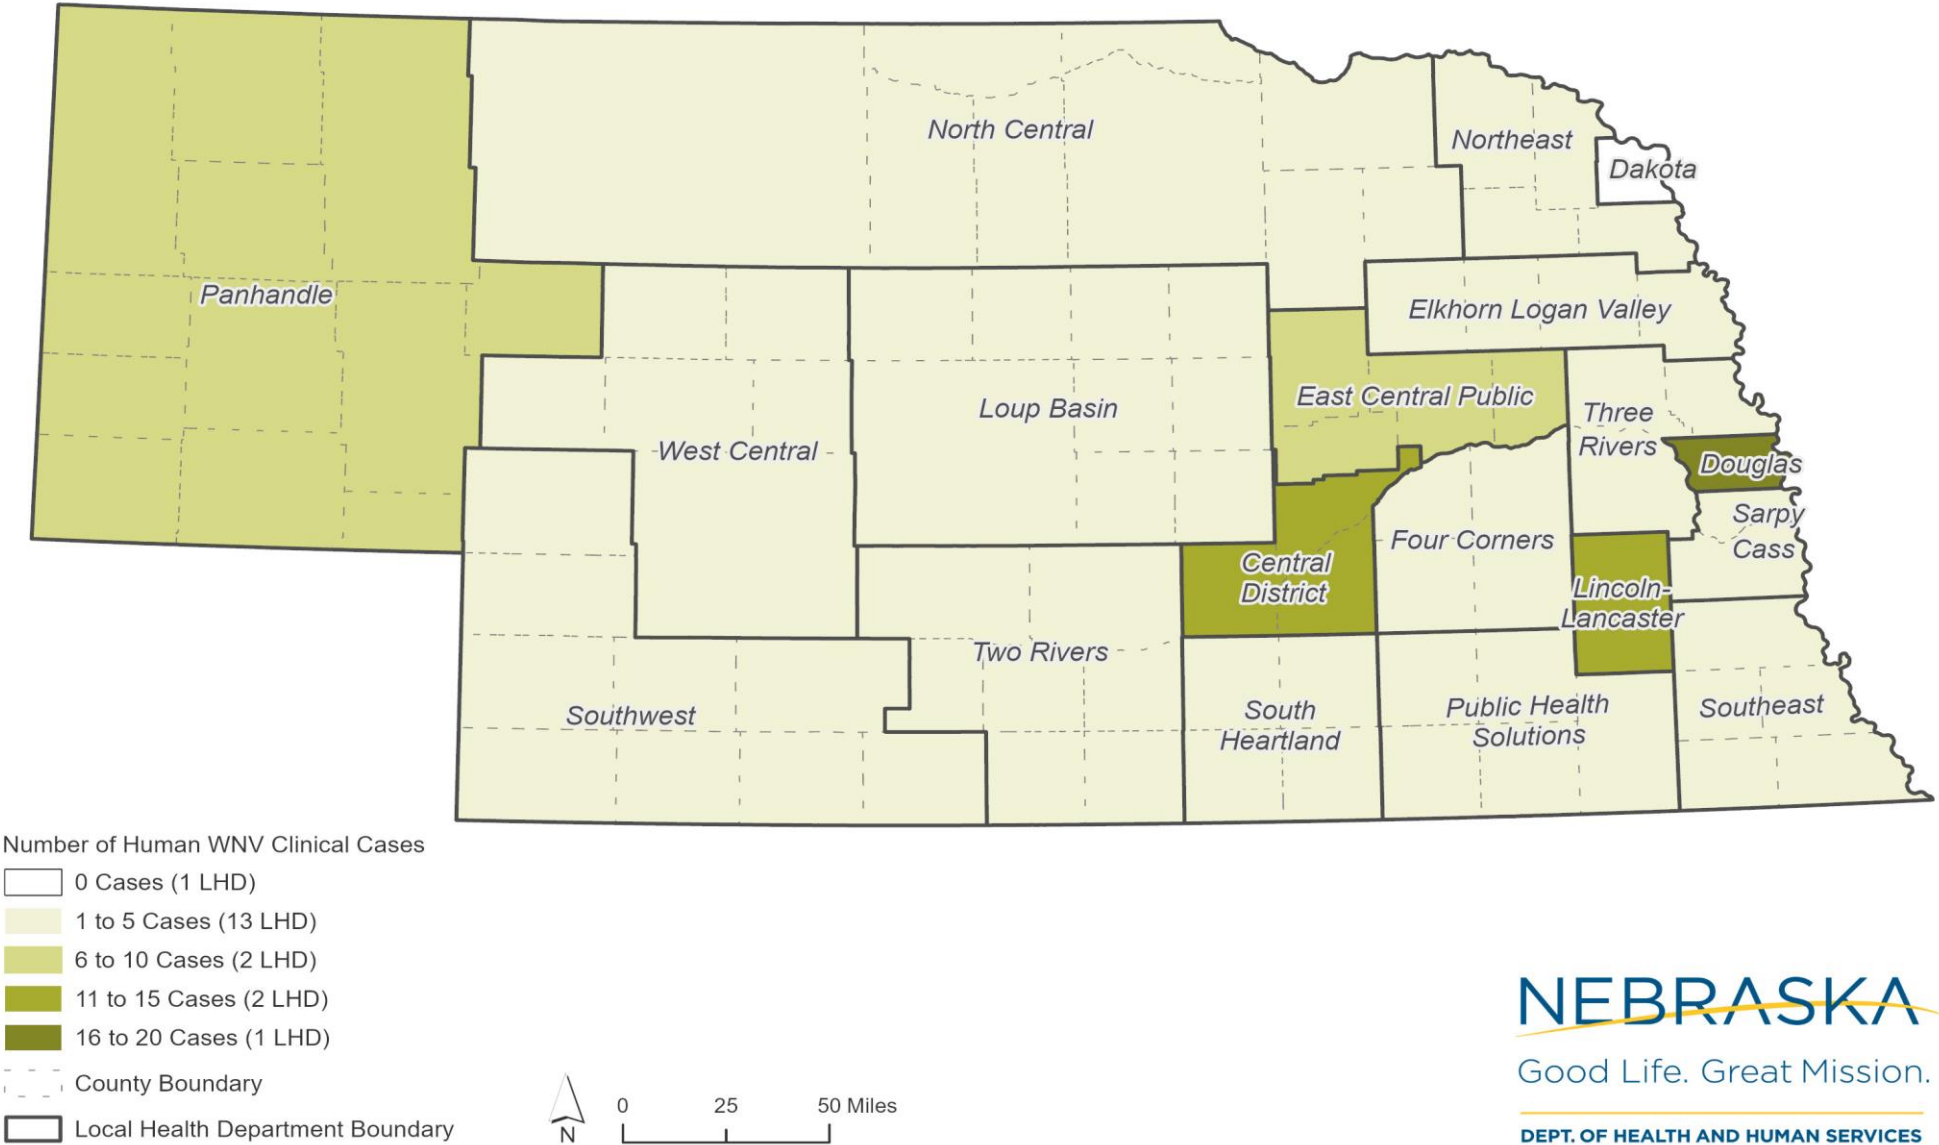 North Central
Northeast
Dakota
Panhandle
Elkhorn Logan Valley
East Central Public
Loup Basin
Three
Rivers
West Central
Douglas
Sarpy
Cass
Four Corners
Central
District
Lincoln-
Lancaster
Two Rivers
Southwest
South
Heartland
Public Health
Solutions
Southeast
Number of Human WNV Clinical Cases
0 Cases (1 LHD)
1 to 5 Cases (13 LHD)
6 to 10 Cases (2 LHD)
11 to 15 Cases (2 LHD)
16 to 20 Cases (1 LHD)
County Boundary
Local Health Department Boundary
N
0 25 50 Miles
NEBRASKA
Good Life. Great Mission.
DEPT. OF HEALTH AND HUMAN SERVICES